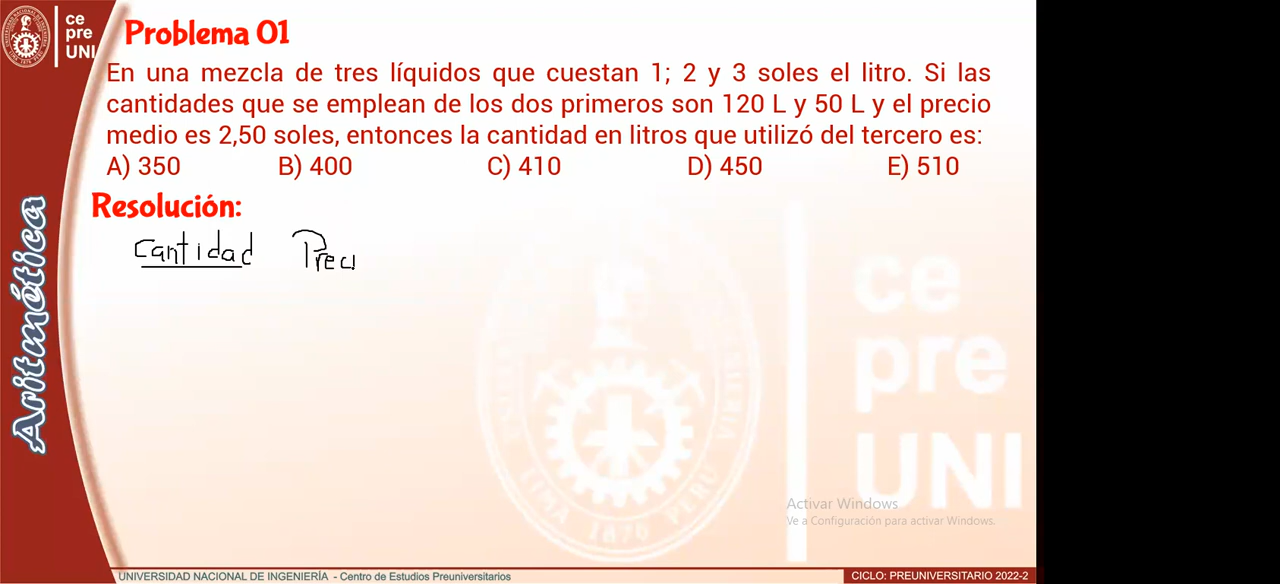 ce
pre
UNI
Problema 01
En una mezcla de tres líquidos que cuestan 1; 2 y 3 soles el litro. Si las
cantidades que se emplean de los dos primeros son 120 L y 50 L y el precio
medio es 2,50 soles, entonces la cantidad en litros que utilizó del tercero es:
A) 350 B) 400 C) 410 D) 450 E) 510
Resolución:
Cantidad Preci
Aritmética
ce
pre
UNI
LIMA 1876 PERU
Activar Windows
Ve a Configuración para activar Windows.
UNIVERSIDAD NACIONAL DE INGENIERÍA - Centro de Estudios Preuniversitarios
CICLO: PREUNIVERSITARIO 2022-2